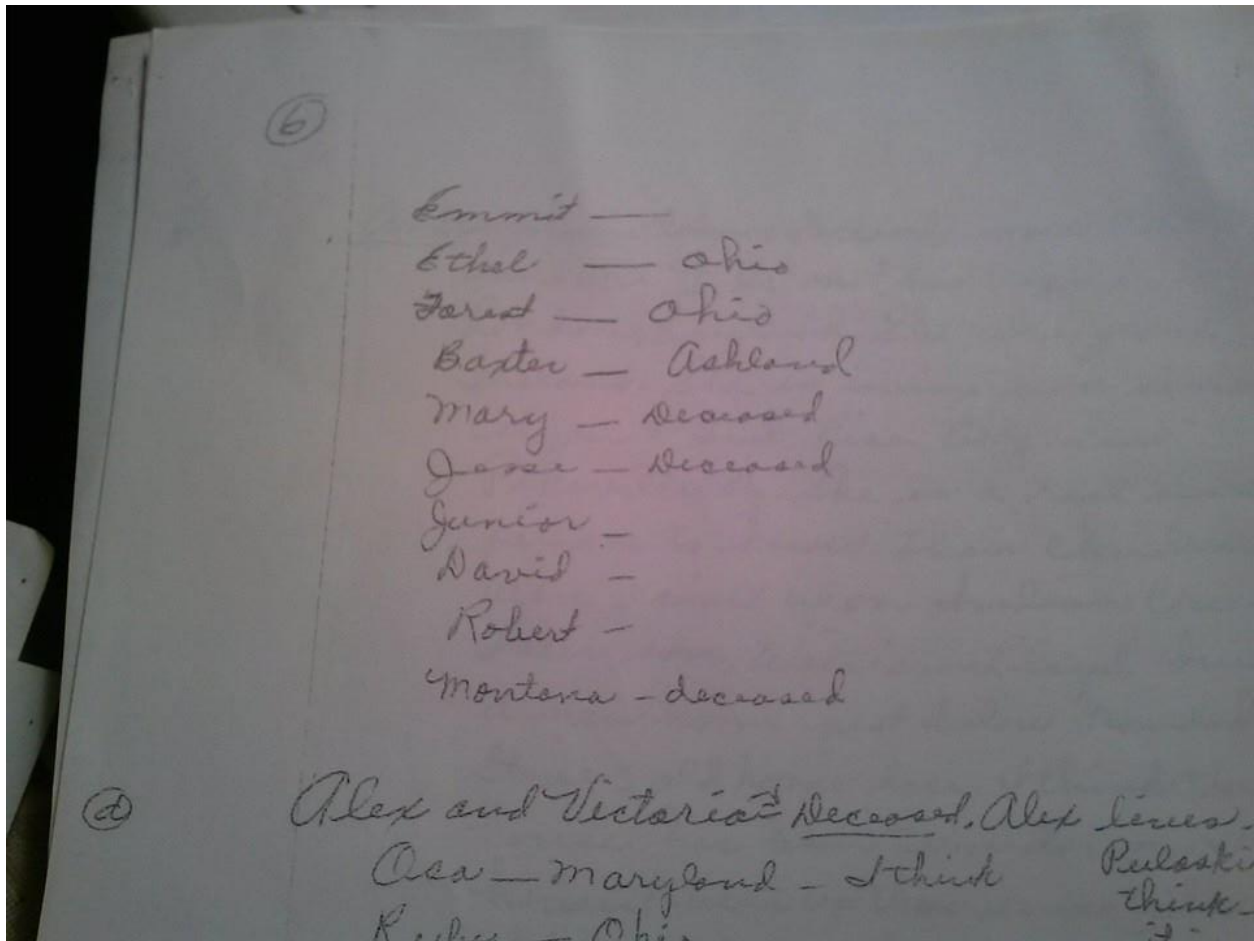 6
Emmit —
Ethel — Ohio
Forest — Ohio
Baxter — Ashland
Mary — Deceased
Jesse — Deceased
Junior —
David —
Robert —
Montana - deceased
d Alex and Victoria Deceased. Alex lives
Asa — Maryland - I think Pulaski
think
— Ohio